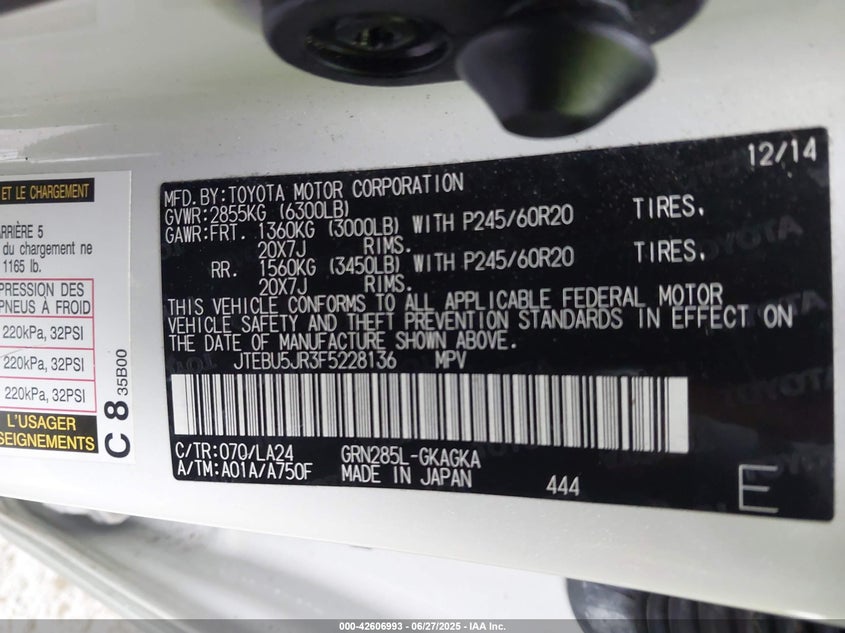 ET LE CHARGEMENT
ARRIÈRE 5
du chargement ne
1165 lb.
PRESSION DES
PNEUS À FROID
220kPa, 32PSI
220kPa, 32PSI
220kPa, 32PSI
L'USAGER
SEIGNEMENTS
C 8 35B00
12/14
MFD.BY:TOYOTA MOTOR CORPORATION
GVWR:2855KG (6300LB)
GAWR:FRT. 1360KG (3000LB) WITH P245/60R20 TIRES,
20X7J RIMS.
RR. 1560KG (3450LB) WITH P245/60R20 TIRES,
20X7J RIMS.
THIS VEHICLE CONFORMS TO ALL APPLICABLE FEDERAL MOTOR
VEHICLE SAFETY AND THEFT PREVENTION STANDARDS IN EFFECT ON
THE DATE OF MANUFACTURE SHOWN ABOVE.
JTEBU5JR3F5228136 MPV
C/TR:070/LA24 GRN285L-GKAGKA
A/TM:A01A/A750F MADE IN JAPAN 444
E
000-42606993 | 06/27/2025 - IAA Inc.